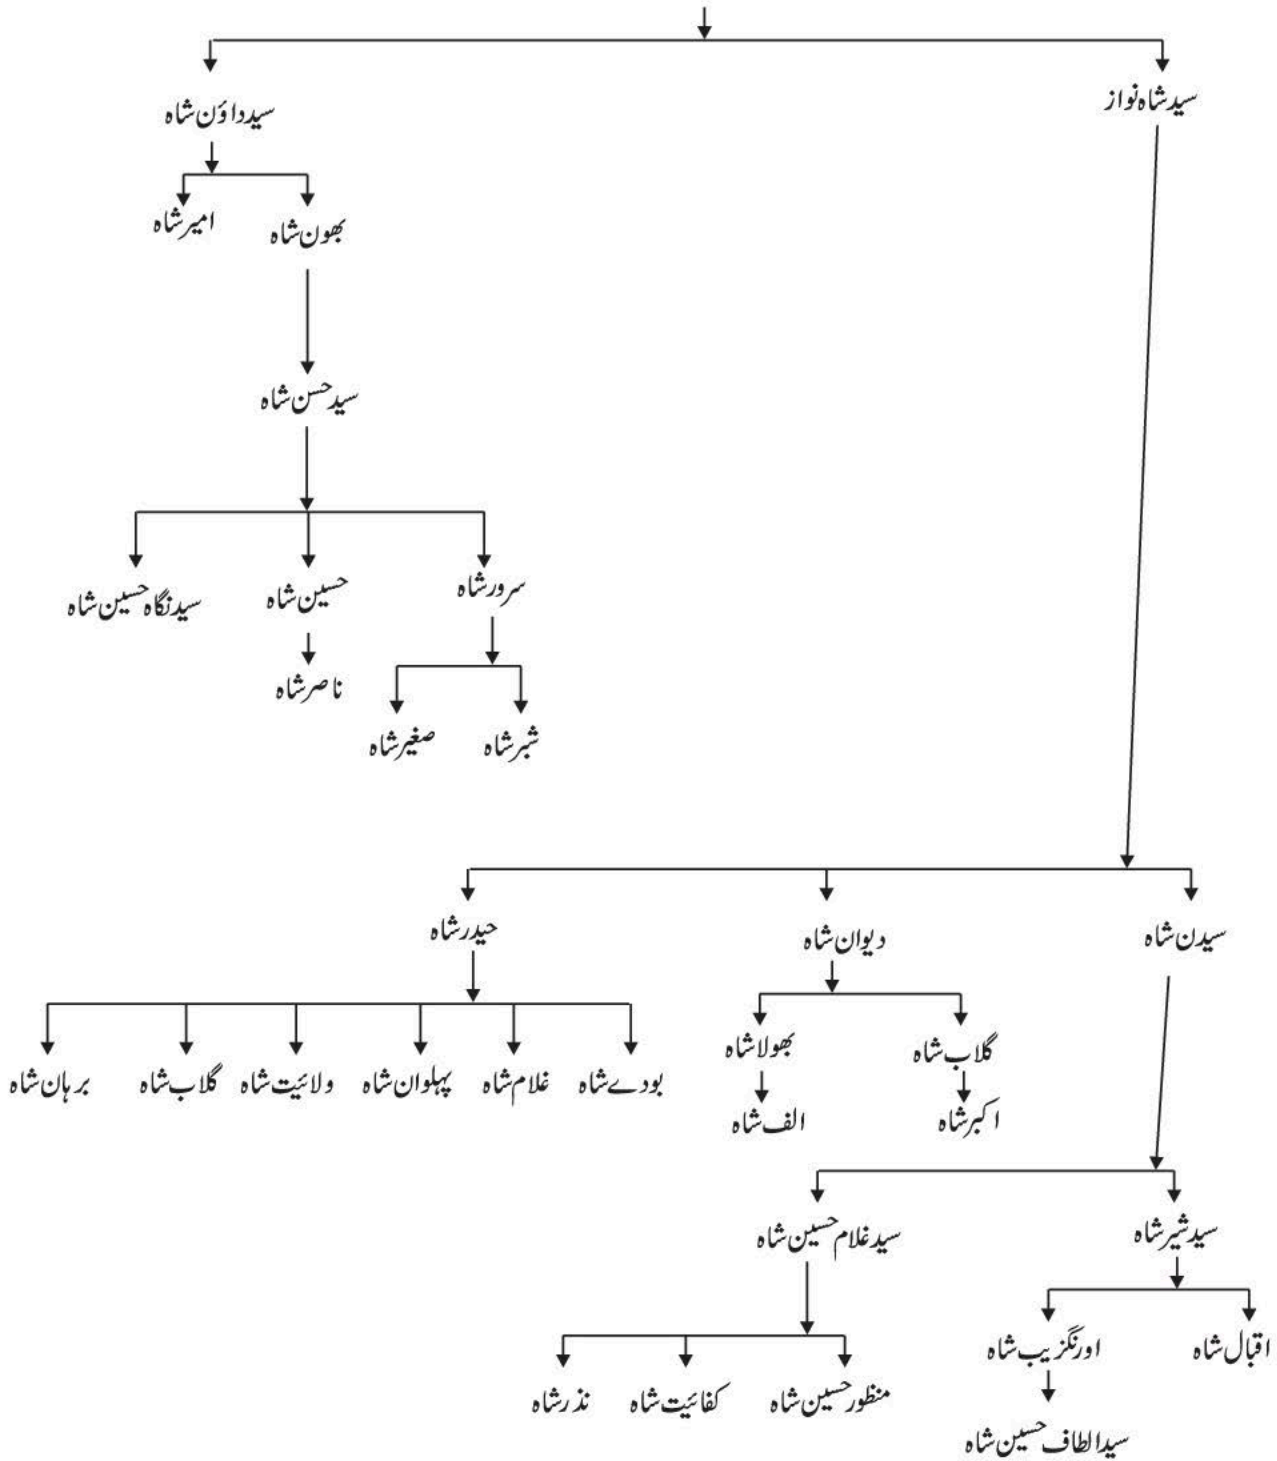 سید شاہ نواز
سید داؤن شاہ
بھون شاہ
امیر شاہ
سید حسن شاہ
سرور شاہ
حسین شاہ
سید نگاہ حسین شاہ
ناصر شاہ
شبر شاہ
صغیر شاہ
سیدن شاہ
دیوان شاہ
حیدر شاہ
گلاب شاہ
بھولا شاہ
بودے شاہ
غلام شاہ
پہلوان شاہ
ولائیت شاہ
گلاب شاہ
برہان شاہ
اکبر شاہ
الف شاہ
سید شیر شاہ
سید غلام حسین شاہ
اقبال شاہ
اورنگزیب شاہ
منظور حسین شاہ
کفائیت شاہ
نذر شاہ
سید الطاف حسین شاہ